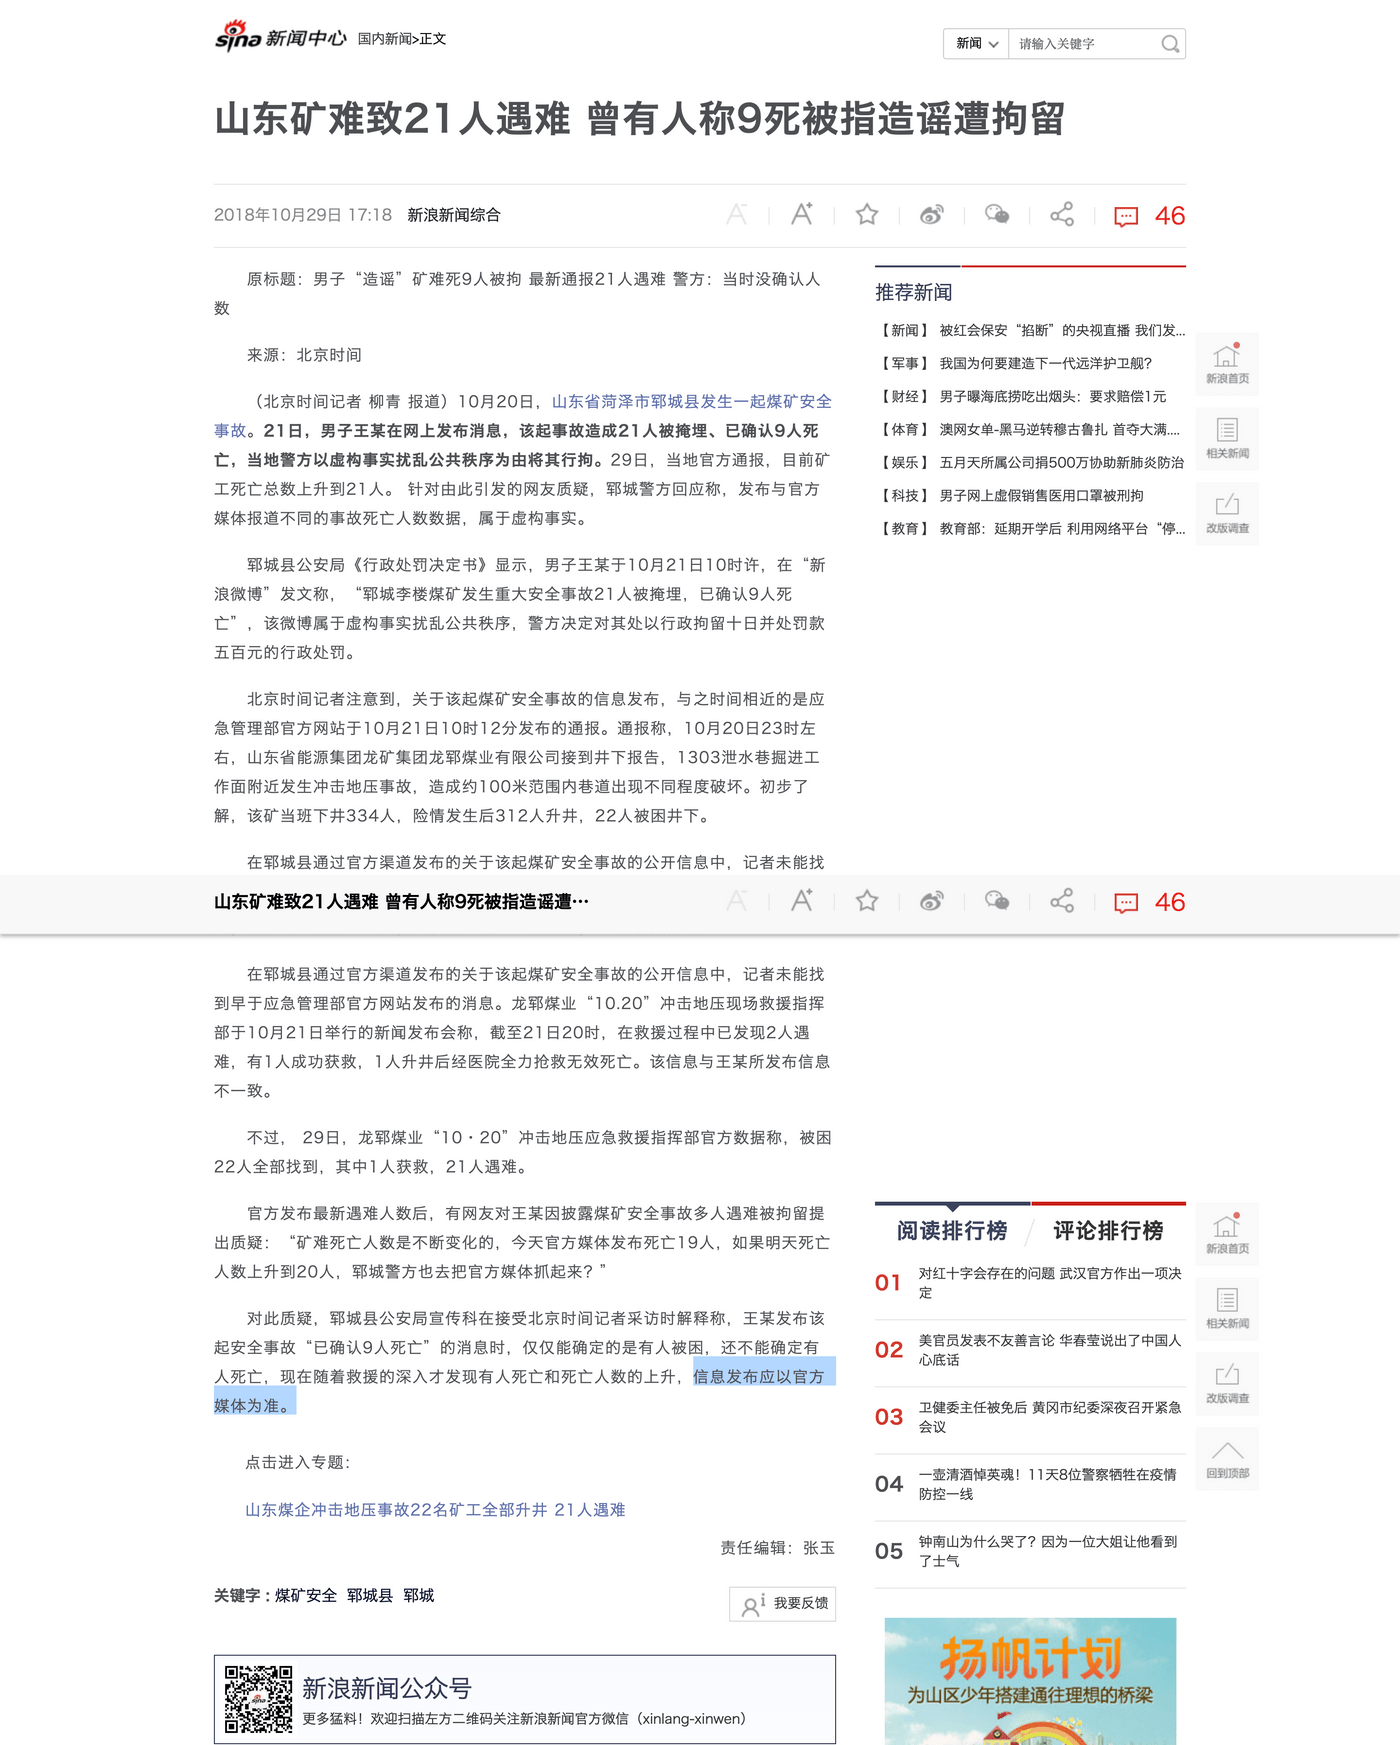 sina 新闻中心 国内新闻>正文
新闻 请输入关键字
山东矿难致21人遇难 曾有人称9死被指造谣遭拘留
2018年10月29日 17:18 新浪新闻综合
46
原标题：男子“造谣”矿难死9人被拘 最新通报21人遇难 警方：当时没确认人
数
来源：北京时间
（北京时间记者 柳青 报道）10月20日，山东省菏泽市郓城县发生一起煤矿安全
事故。21日，男子王某在网上发布消息，该起事故造成21人被掩埋、已确认9人死
亡，当地警方以虚构事实扰乱公共秩序为由将其行拘。29日，当地官方通报，目前矿
工死亡总数上升到21人。 针对由此引发的网友质疑，郓城警方回应称，发布与官方
媒体报道不同的事故死亡人数数据，属于虚构事实。
郓城县公安局《行政处罚决定书》显示，男子王某于10月21日10时许，在“新
浪微博”发文称，“郓城李楼煤矿发生重大安全事故21人被掩埋，已确认9人死
亡”，该微博属于虚构事实扰乱公共秩序，警方决定对其处以行政拘留十日并处罚款
五百元的行政处罚。
北京时间记者注意到，关于该起煤矿安全事故的信息发布，与之时间相近的是应
急管理部官方网站于10月21日10时12分发布的通报。通报称，10月20日23时左
右，山东省能源集团龙矿集团龙郓煤业有限公司接到井下报告，1303泄水巷掘进工
作面附近发生冲击地压事故，造成约100米范围内巷道出现不同程度破坏。初步了
解，该矿当班下井334人，险情发生后312人升井，22人被困井下。
在郓城县通过官方渠道发布的关于该起煤矿安全事故的公开信息中，记者未能找
推荐新闻
【新闻】 被红会保安“掐断”的央视直播 我们发...
【军事】 我国为何要建造下一代远洋护卫舰？
【财经】 男子曝海底捞吃出烟头：要求赔偿1元
【体育】 澳网女单-黑马逆转穆古鲁扎 首夺大满....
【娱乐】 五月天所属公司捐500万协助新肺炎防治
【科技】 男子网上虚假销售医用口罩被刑拘
【教育】 教育部：延期开学后 利用网络平台“停...
新浪首页
相关新闻
改版调查
山东矿难致21人遇难 曾有人称9死被指造谣遭…
46
在郓城县通过官方渠道发布的关于该起煤矿安全事故的公开信息中，记者未能找
到早于应急管理部官方网站发布的消息。龙郓煤业“10.20”冲击地压现场救援指挥
部于10月21日举行的新闻发布会称，截至21日20时，在救援过程中已发现2人遇
难，有1人成功获救，1人升井后经医院全力抢救无效死亡。该信息与王某所发布信息
不一致。
不过， 29日，龙郓煤业“10・20”冲击地压应急救援指挥部官方数据称，被困
22人全部找到，其中1人获救，21人遇难。
官方发布最新遇难人数后，有网友对王某因披露煤矿安全事故多人遇难被拘留提
出质疑：“矿难死亡人数是不断变化的，今天官方媒体发布死亡19人，如果明天死亡
人数上升到20人，郓城警方也去把官方媒体抓起来？”
对此质疑，郓城县公安局宣传科在接受北京时间记者采访时解释称，王某发布该
起安全事故“已确认9人死亡”的消息时，仅仅能确定的是有人被困，还不能确定有
人死亡，现在随着救援的深入才发现有人死亡和死亡人数的上升，信息发布应以官方
媒体为准。
点击进入专题：
山东煤企冲击地压事故22名矿工全部升井 21人遇难
责任编辑：张玉
关键字 : 煤矿安全 郓城县 郓城
我要反馈
新浪新闻公众号
更多猛料！欢迎扫描左方二维码关注新浪新闻官方微信（xinlang-xinwen）
阅读排行榜 评论排行榜
01 对红十字会存在的问题 武汉官方作出一项决
定
02 美官员发表不友善言论 华春莹说出了中国人
心底话
03 卫健委主任被免后 黄冈市纪委深夜召开紧急
会议
04 一壶清酒悼英魂！11天8位警察牺牲在疫情
防控一线
05 钟南山为什么哭了？因为一位大姐让他看到
了士气
新浪首页
相关新闻
改版调查
回到顶部
扬帆计划
为山区少年搭建通往理想的桥梁